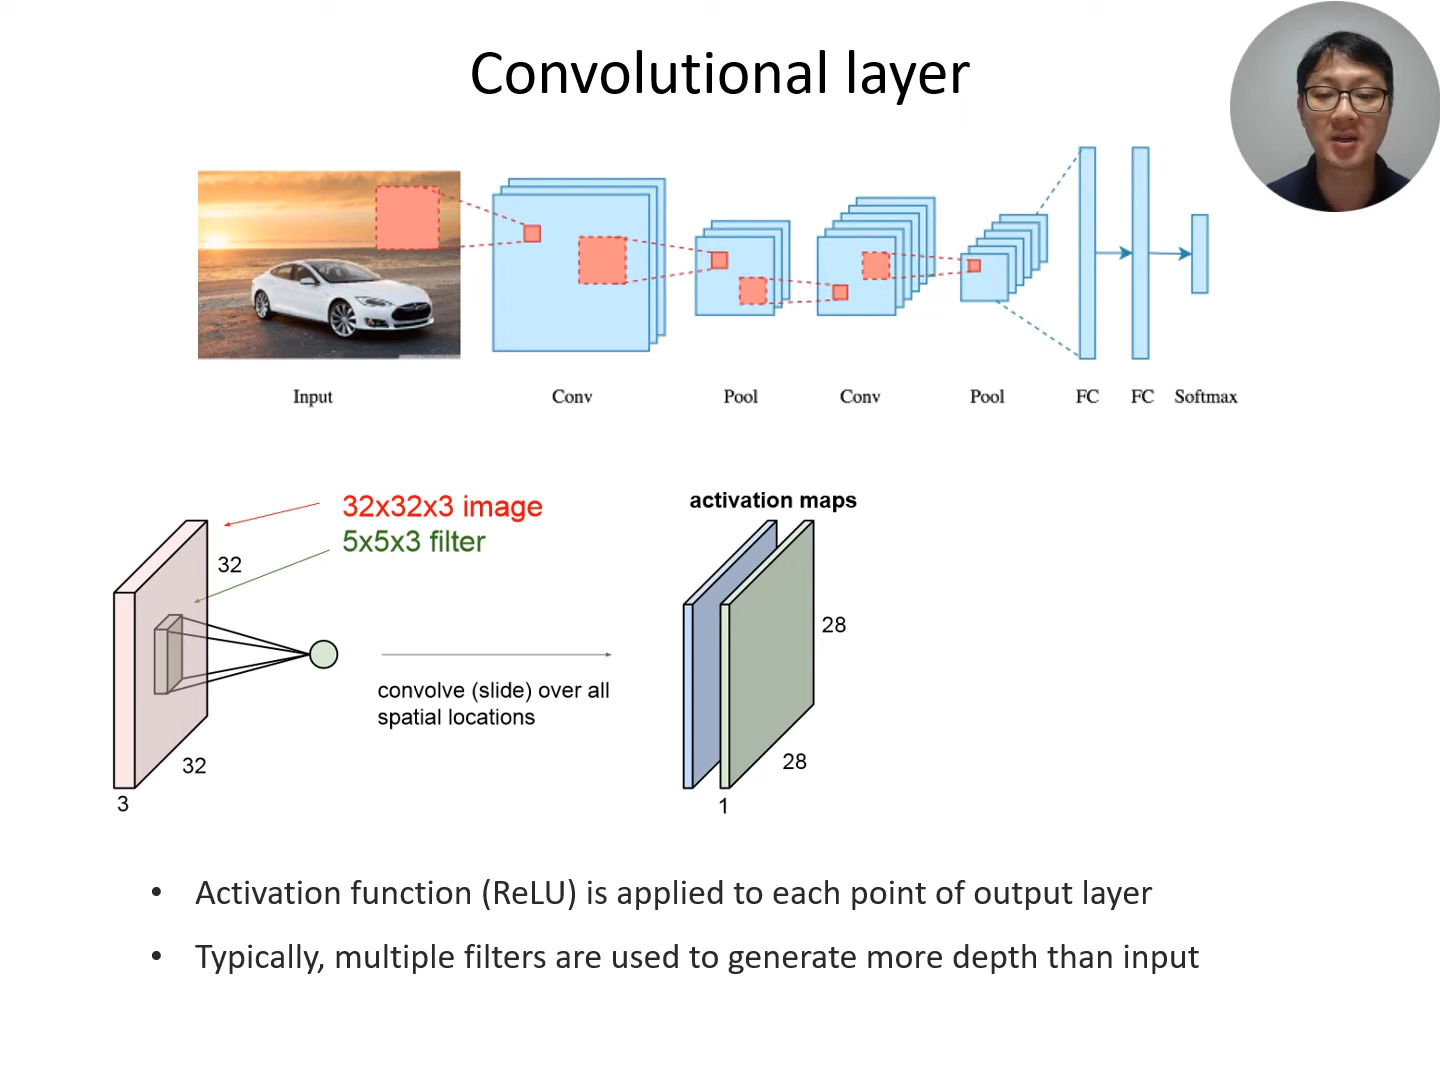 Convolutional layer
Input
Conv
Pool
Conv
Pool
FC
FC
Softmax
32x32x3 image
5x5x3 filter
32
32
3
convolve (slide) over all
spatial locations
activation maps
28
28
1
• Activation function (ReLU) is applied to each point of output layer
• Typically, multiple filters are used to generate more depth than input